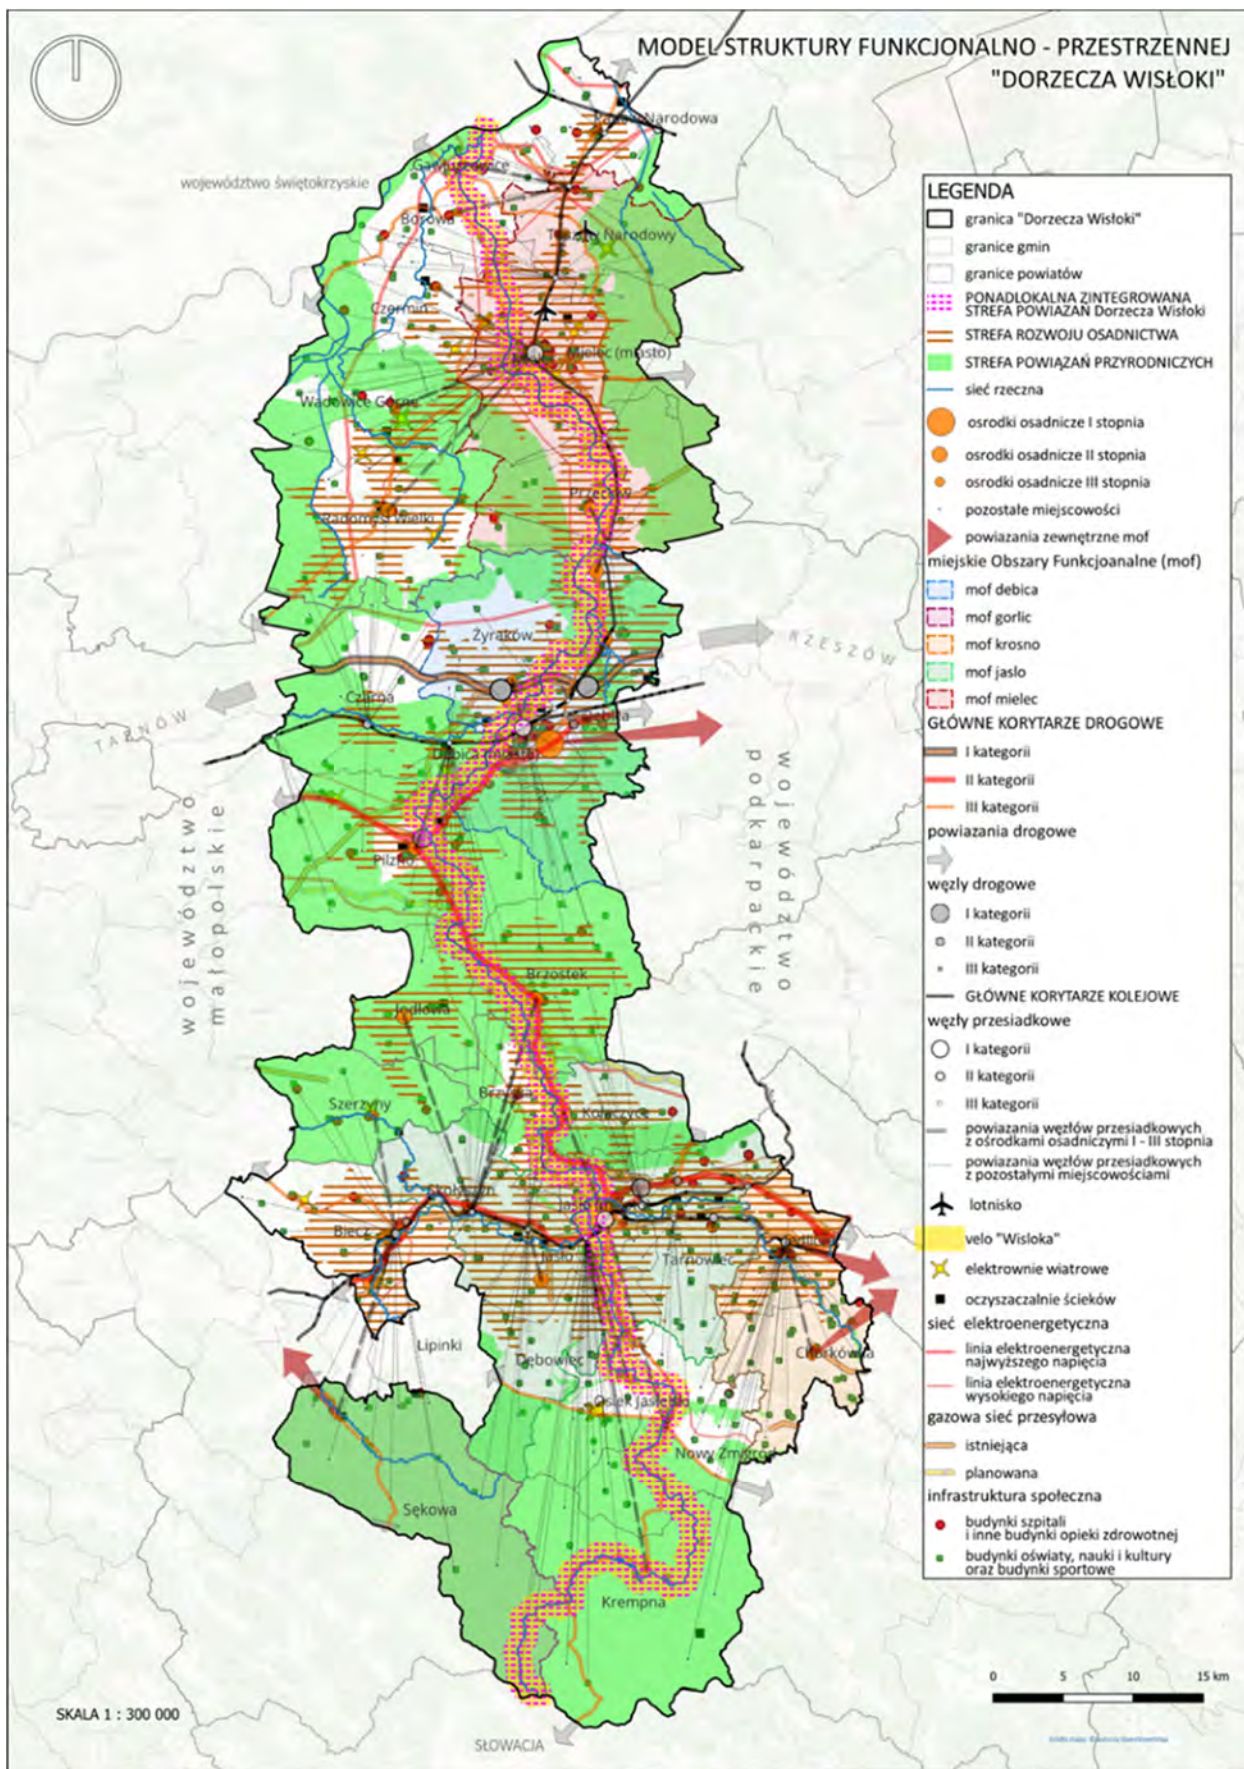 MODEL STRUKTURY FUNKCJONALNO - PRZESTRZENNEJ
"DORZECZA WISŁOKI"
województwo świętokrzyskie
Borowa
Czermin
Mielec (miasto)
Wadowice Górne
Przecław
Radomyśl Wielki
Żyraków
RZESZÓW
Czarna
TARNÓW
województwo
małopolskie
województwo
podkarpackie
Pilzno
Brzostek
Jodłowa
Brzyska
Kołaczyce
Szerzyny
Skołyszyn
Biecz
Jasło
Tarnowiec
Jedlicze
Lipinki
Dębowiec
Chorkówka
Osiek Jasielski
Nowy Żmigród
Sękowa
Krempna
SŁOWACJA
SKALA 1 : 300 000
LEGENDA
granica "Dorzecza Wisłoki"
granice gmin
granice powiatów
PONADLOKALNA ZINTEGROWANA
STREFA POWIAZAŃ Dorzecza Wisłoki
STREFA ROZWOJU OSADNICTWA
STREFA POWIĄZAŃ PRZYRODNICZYCH
sieć rzeczna
osrodki osadnicze I stopnia
osrodki osadnicze II stopnia
osrodki osadnicze III stopnia
pozostałe miejscowości
powiazania zewnętrzne mof
miejskie Obszary Funkcjoanalne (mof)
mof debica
mof gorlic
mof krosno
mof jaslo
mof mielec
GŁÓWNE KORYTARZE DROGOWE
I kategorii
II kategorii
III kategorii
powiazania drogowe
węzly drogowe
I kategorii
II kategorii
III kategorii
GŁÓWNE KORYTARZE KOLEJOWE
węzły przesiadkowe
I kategorii
II kategorii
III kategorii
powiązania węzłów przesiadkowych
z ośrodkami osadniczymi I - III stopnia
powiązania węzłów przesiadkowych
z pozostałymi miejscowościami
lotnisko
velo "Wisloka"
elektrownie wiatrowe
oczyszaczalnie ścieków
sieć elektroenergetyczna
linia elektroenergetyczna
najwyższego napięcia
linia elektroenergetyczna
wysokiego napięcia
gazowa sieć przesyłowa
istniejąca
planowana
infrastruktura społeczna
budynki szpitali
i inne budynki opieki zdrowotnej
budynki oświaty, nauki i kultury
oraz budynki sportowe
0 5 10 15 km